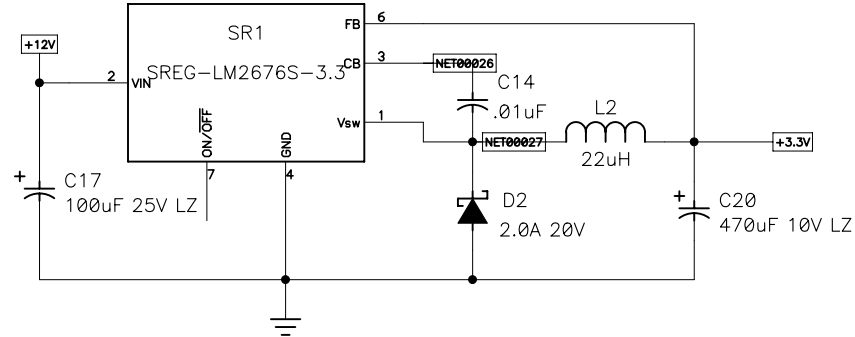 +12V
SR1
SREG-LM2676S-3.3
2
VIN
FB
6
CB
3
NET00026
C14
.01uF
Vsw
1
NET00027
L2
22uH
+3.3V
ON/OFF
7
GND
4
+
C17
100uF 25V LZ
D2
2.0A 20V
+
C20
470uF 10V LZ